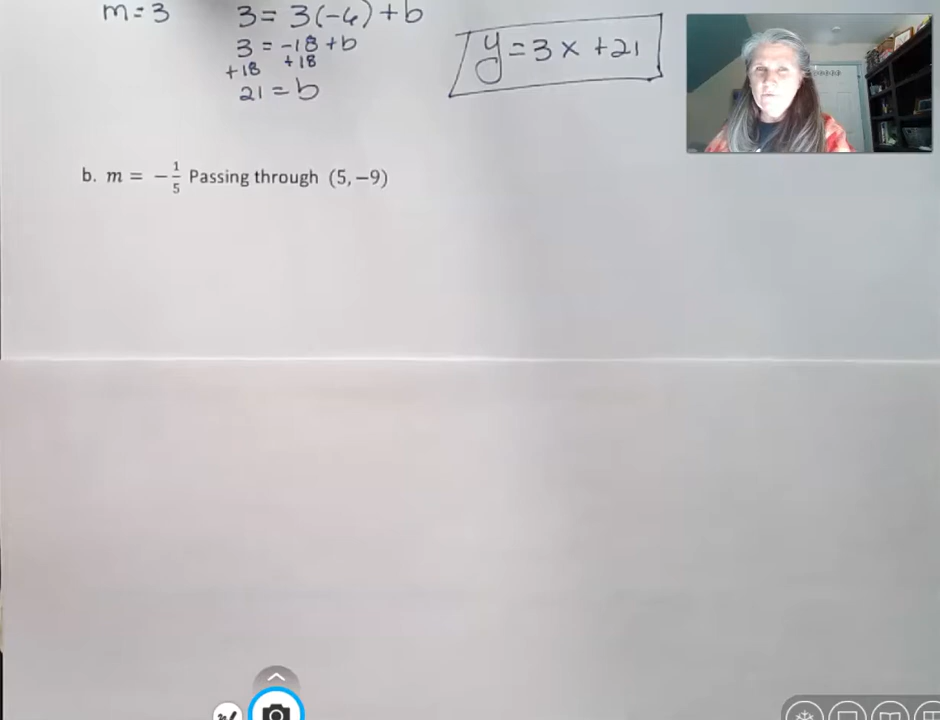 m = 3 3 = 3(-6) + b
3 = -18 + b
+18 +18
21 = b
y = 3x + 21
b. m = −1/5 Passing through (5, −9)